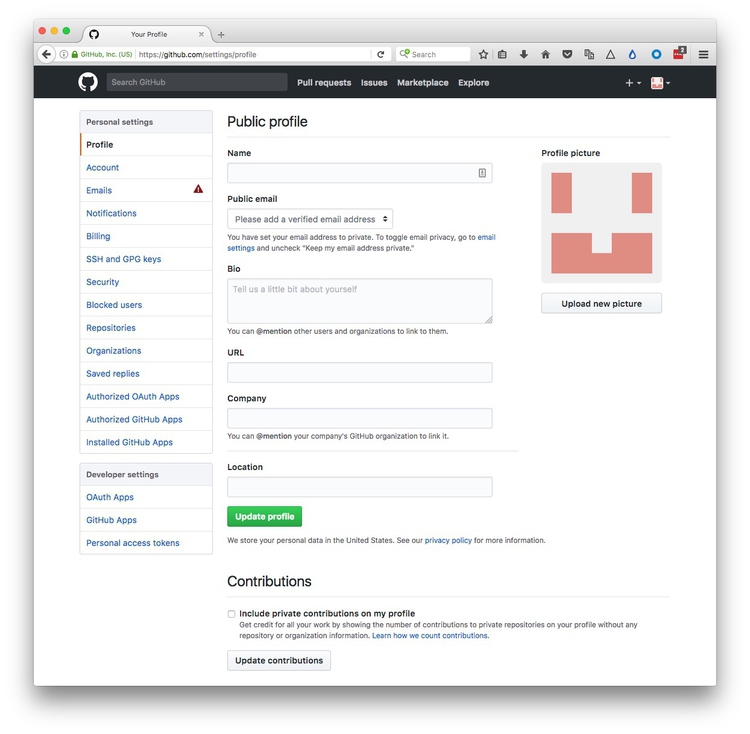 Your Profile
GitHub, Inc. (US)
https://github.com/settings/profile
Search
2
Search GitHub
Pull requests
Issues
Marketplace
Explore
Personal settings
Profile
Account
Emails
Notifications
Billing
SSH and GPG keys
Security
Blocked users
Repositories
Organizations
Saved replies
Authorized OAuth Apps
Authorized GitHub Apps
Installed GitHub Apps
Developer settings
OAuth Apps
GitHub Apps
Personal access tokens
Public profile
Name
Public email
Please add a verified email address
You have set your email address to private. To toggle email privacy, go to email
settings and uncheck "Keep my email address private."
Bio
Tell us a little bit about yourself
You can @mention other users and organizations to link to them.
URL
Company
You can @mention your company's GitHub organization to link it.
Location
Update profile
We store your personal data in the United States. See our privacy policy for more information.
Profile picture
Upload new picture
Contributions
Include private contributions on my profile
Get credit for all your work by showing the number of contributions to private repositories on your profile without any
repository or organization information. Learn how we count contributions.
Update contributions